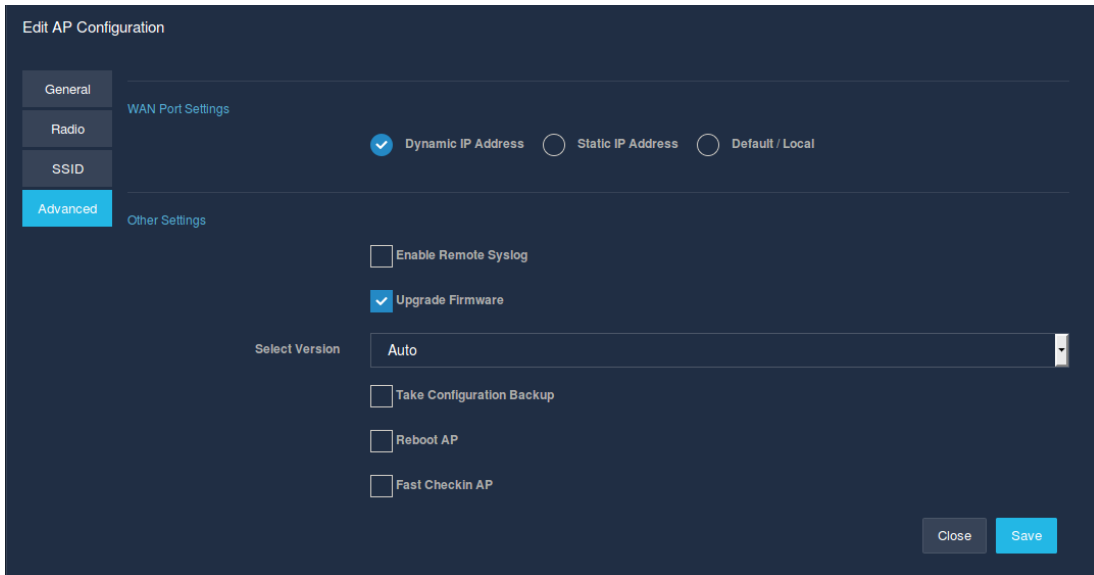 Edit AP Configuration
General
Radio
SSID
Advanced
WAN Port Settings
Dynamic IP Address Static IP Address Default / Local
Other Settings
Enable Remote Syslog
Upgrade Firmware
Select Version Auto
Take Configuration Backup
Reboot AP
Fast Checkin AP
Close Save